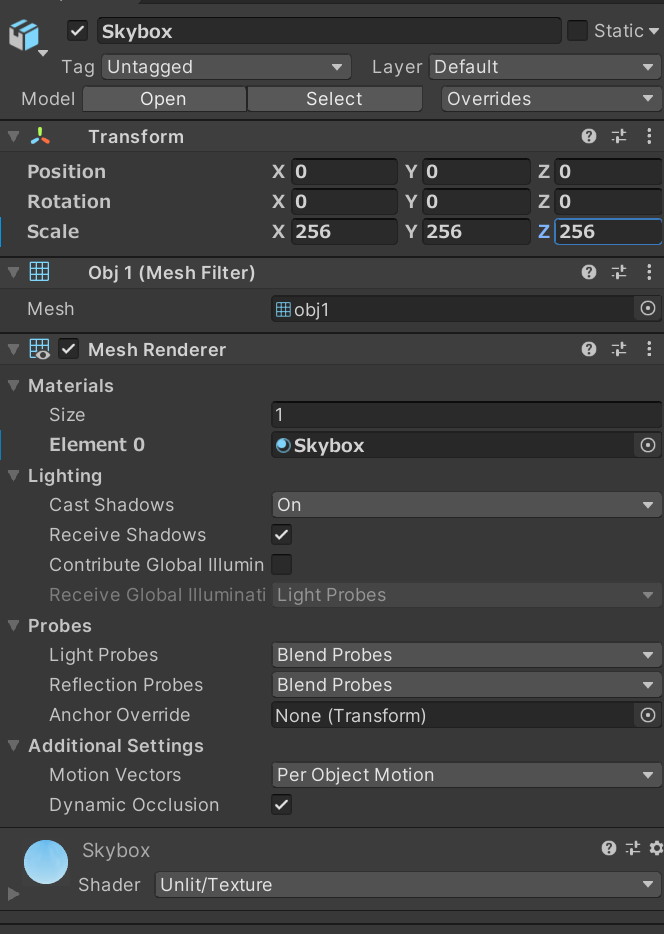 Skybox Static
Tag Untagged Layer Default
Model Open Select Overrides
Transform
Position X 0 Y 0 Z 0
Rotation X 0 Y 0 Z 0
Scale X 256 Y 256 Z 256
Obj 1 (Mesh Filter)
Mesh obj1
Mesh Renderer
Materials
Size 1
Element 0 Skybox
Lighting
Cast Shadows On
Receive Shadows
Contribute Global Illumin
Receive Global Illuminati Light Probes
Probes
Light Probes Blend Probes
Reflection Probes Blend Probes
Anchor Override None (Transform)
Additional Settings
Motion Vectors Per Object Motion
Dynamic Occlusion
Skybox
Shader Unlit/Texture